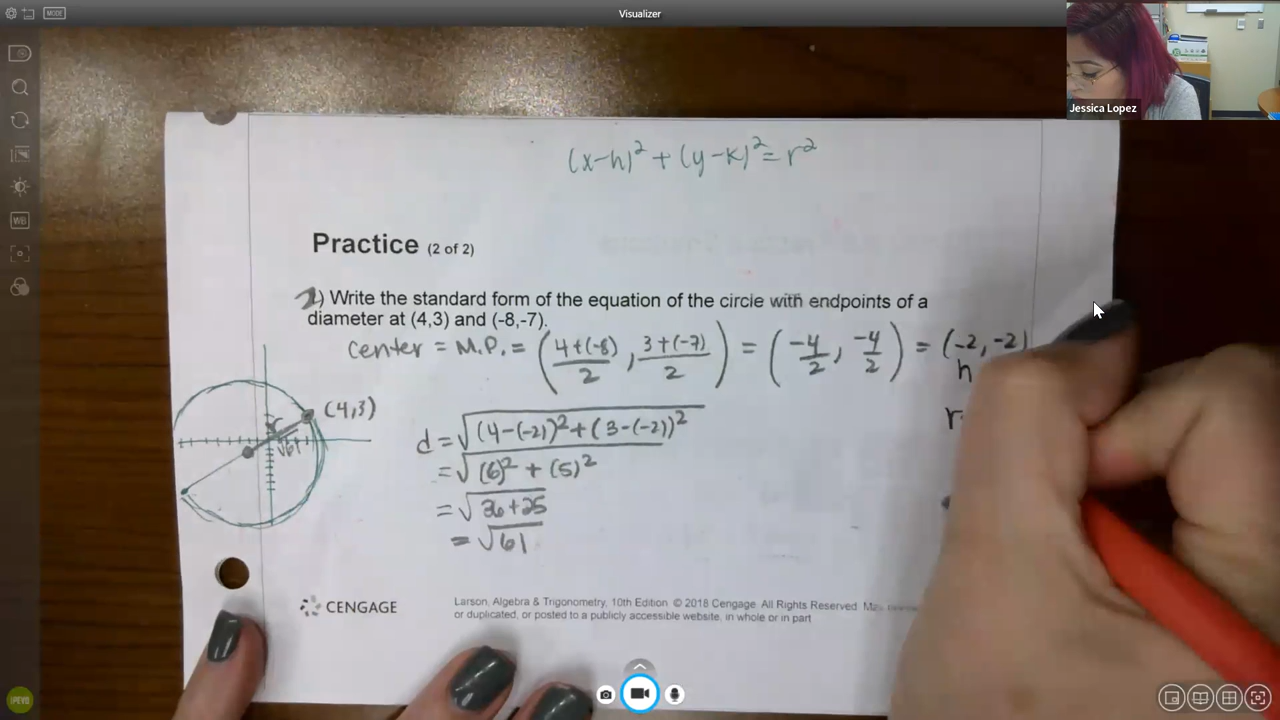 MODE
Visualizer
Jessica Lopez
WB
(x-h)² + (y-k)² = r²
Practice (2 of 2)
2) Write the standard form of the equation of the circle with endpoints of a
diameter at (4,3) and (-8,-7).
center = M.P. = (4+(-8)/2, 3+(-7)/2) = (-4/2, -4/2) = (-2,-2)
h
(4,3)
r
√61
d = √(4-(-2))² + (3-(-2))²
= √(6)² + (5)²
= √36+25
= √61
CENGAGE
Larson, Algebra & Trigonometry, 10th Edition. © 2018 Cengage. All Rights Reserved. May
or duplicated, or posted to a publicly accessible website, in whole or in part
IPEVO